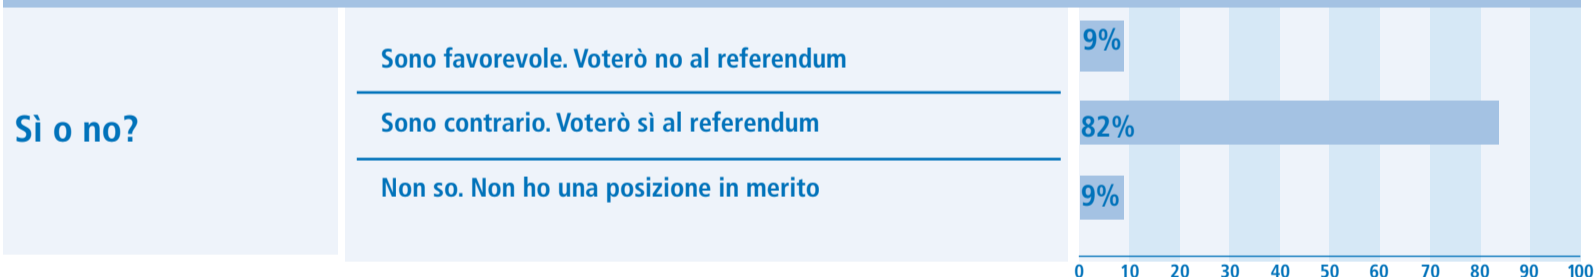 Sì o no?
Sono favorevole. Voterò no al referendum
9%
Sono contrario. Voterò sì al referendum
82%
Non so. Non ho una posizione in merito
9%
0 10 20 30 40 50 60 70 80 90 100